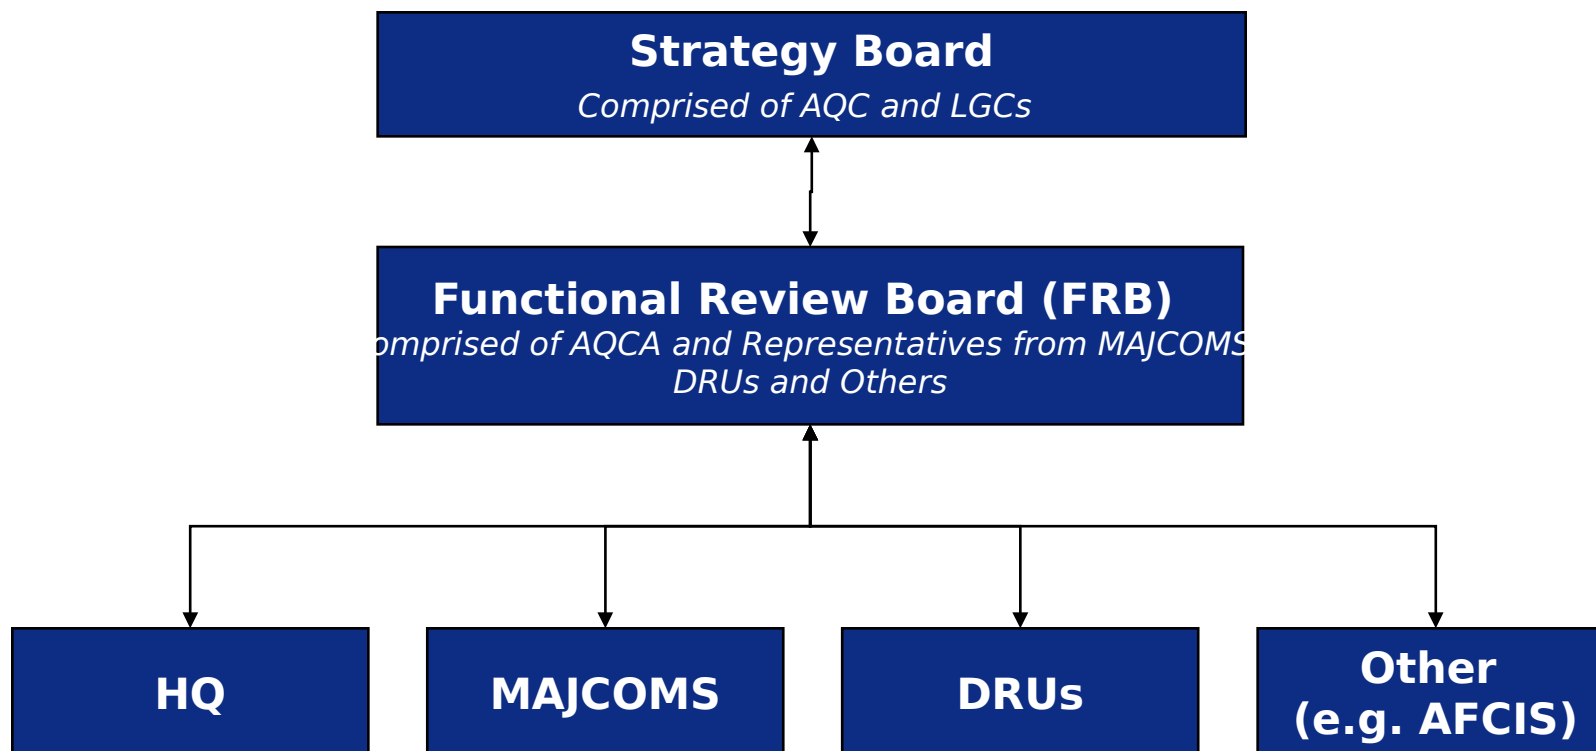 Strategy Board
Comprised of AQC and LGCs
Functional Review Board (FRB)
omprised of AQCA and Representatives from MAJCOMS
DRUs and Others
HQ
MAJCOMS
DRUs
Other
(e.g. AFCIS)